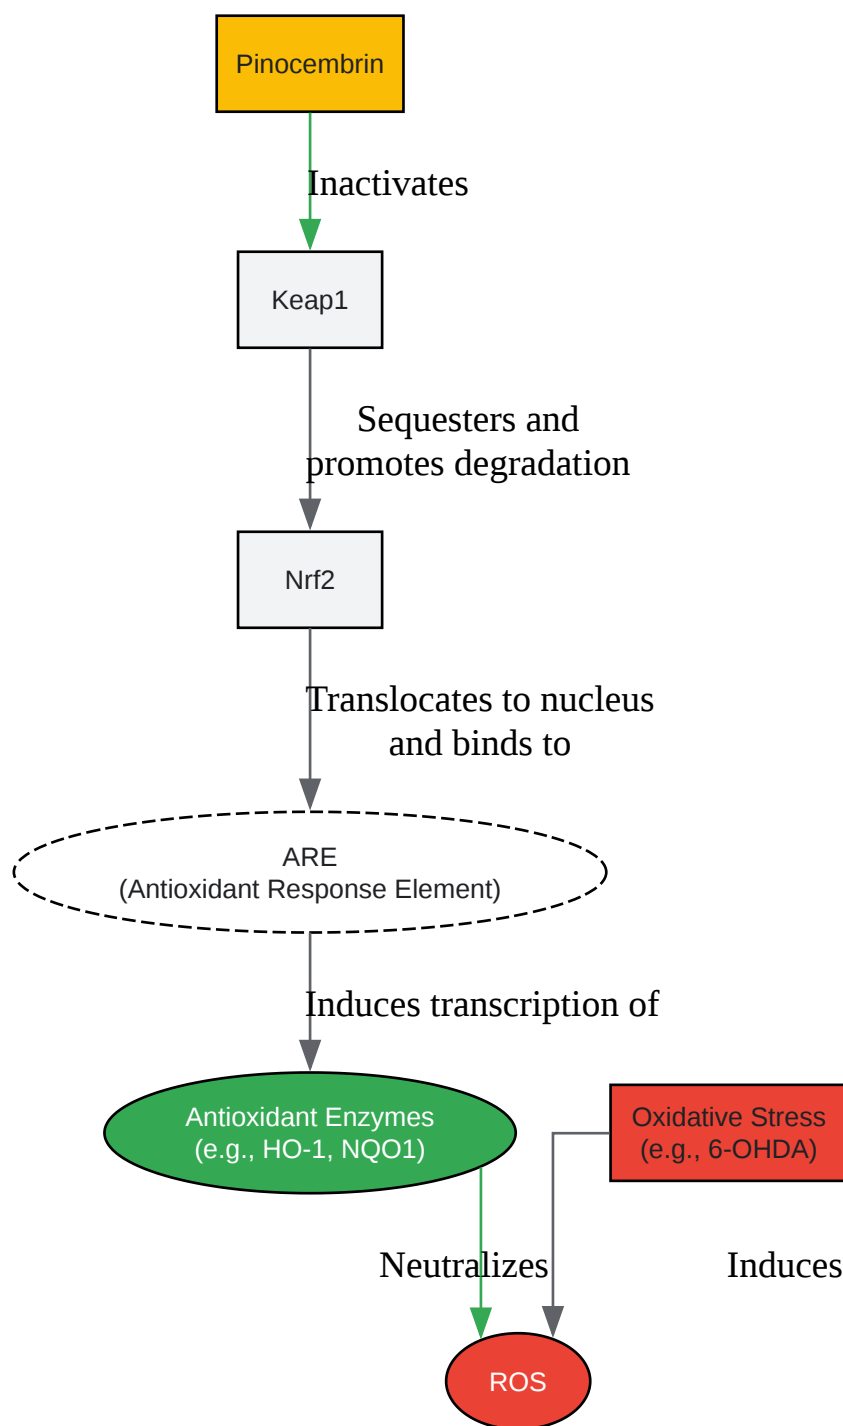 Pinocembrin
Inactivates
Keap1
Sequesters and
promotes degradation
Nrf2
Translocates to nucleus
and binds to
ARE
(Antioxidant Response Element)
Induces transcription of
Antioxidant Enzymes
(e.g., HO-1, NQO1)
Oxidative Stress
(e.g., 6-OHDA)
Neutralizes
Induces
ROS